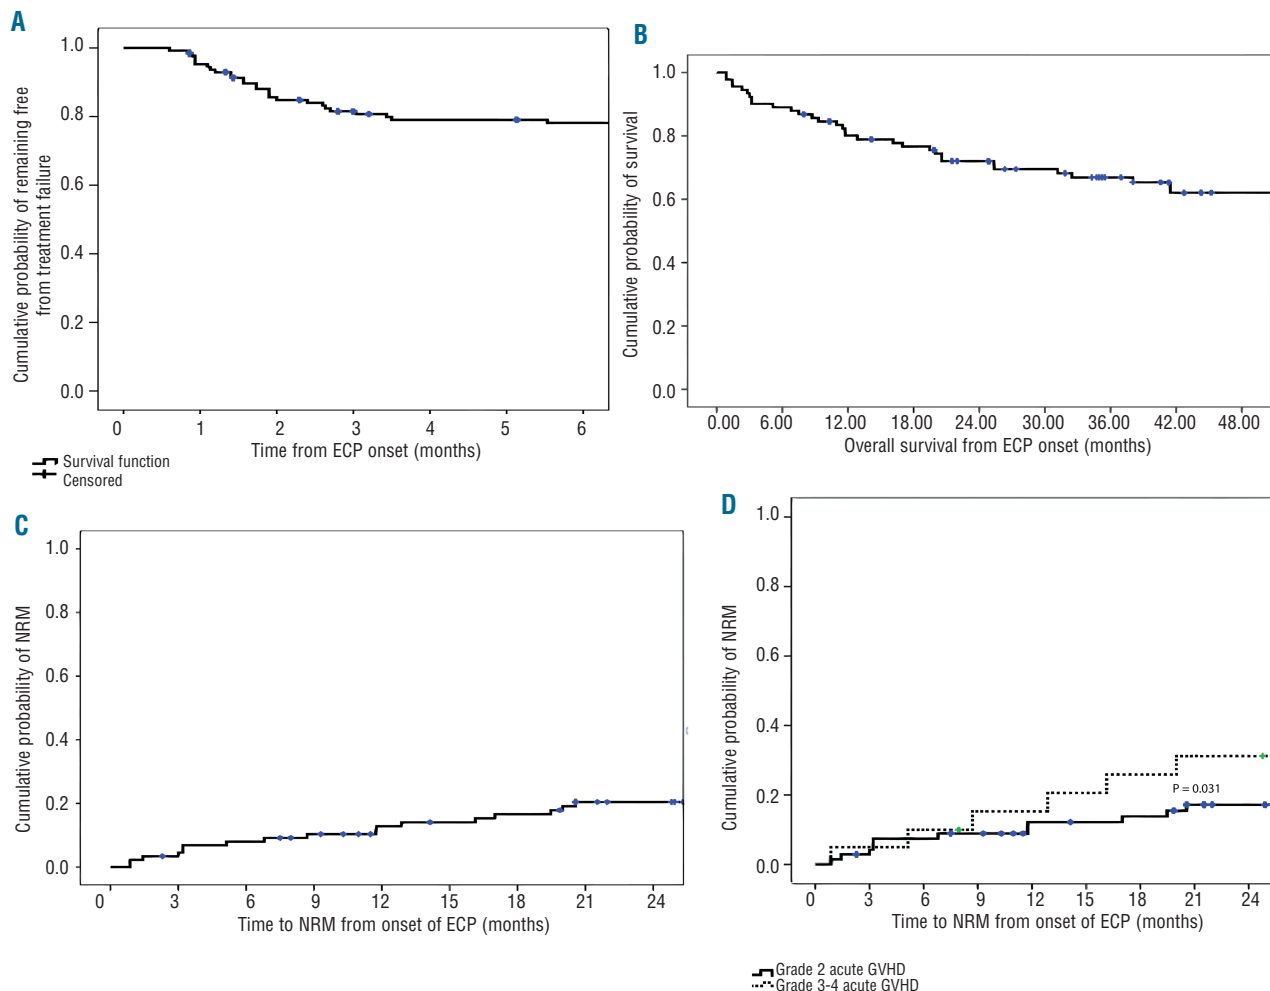 A
Cumulative probability of remaining free
from treatment failure
1.0
0.8
0.6
0.4
0.2
0.0
0 1 2 3 4 5 6
Time from ECP onset (months)
Survival function
Censored
B
Cumulative probability of survival
1.0
0.8
0.6
0.4
0.2
0.0
0.00 6.00 12.00 18.00 24.00 30.00 36.00 42.00 48.00
Overall survival from ECP onset (months)
C
Cumulative probability of NRM
1.0
0.8
0.6
0.4
0.2
0.0
0 3 6 9 12 15 18 21 24
Time to NRM from onset of ECP (months)
D
Cumulative probability of NRM
1.0
0.8
0.6
0.4
0.2
0.0
P = 0.031
0 3 6 9 12 15 18 21 24
Time to NRM from onset of ECP (months)
Grade 2 acute GVHD
Grade 3-4 acute GVHD